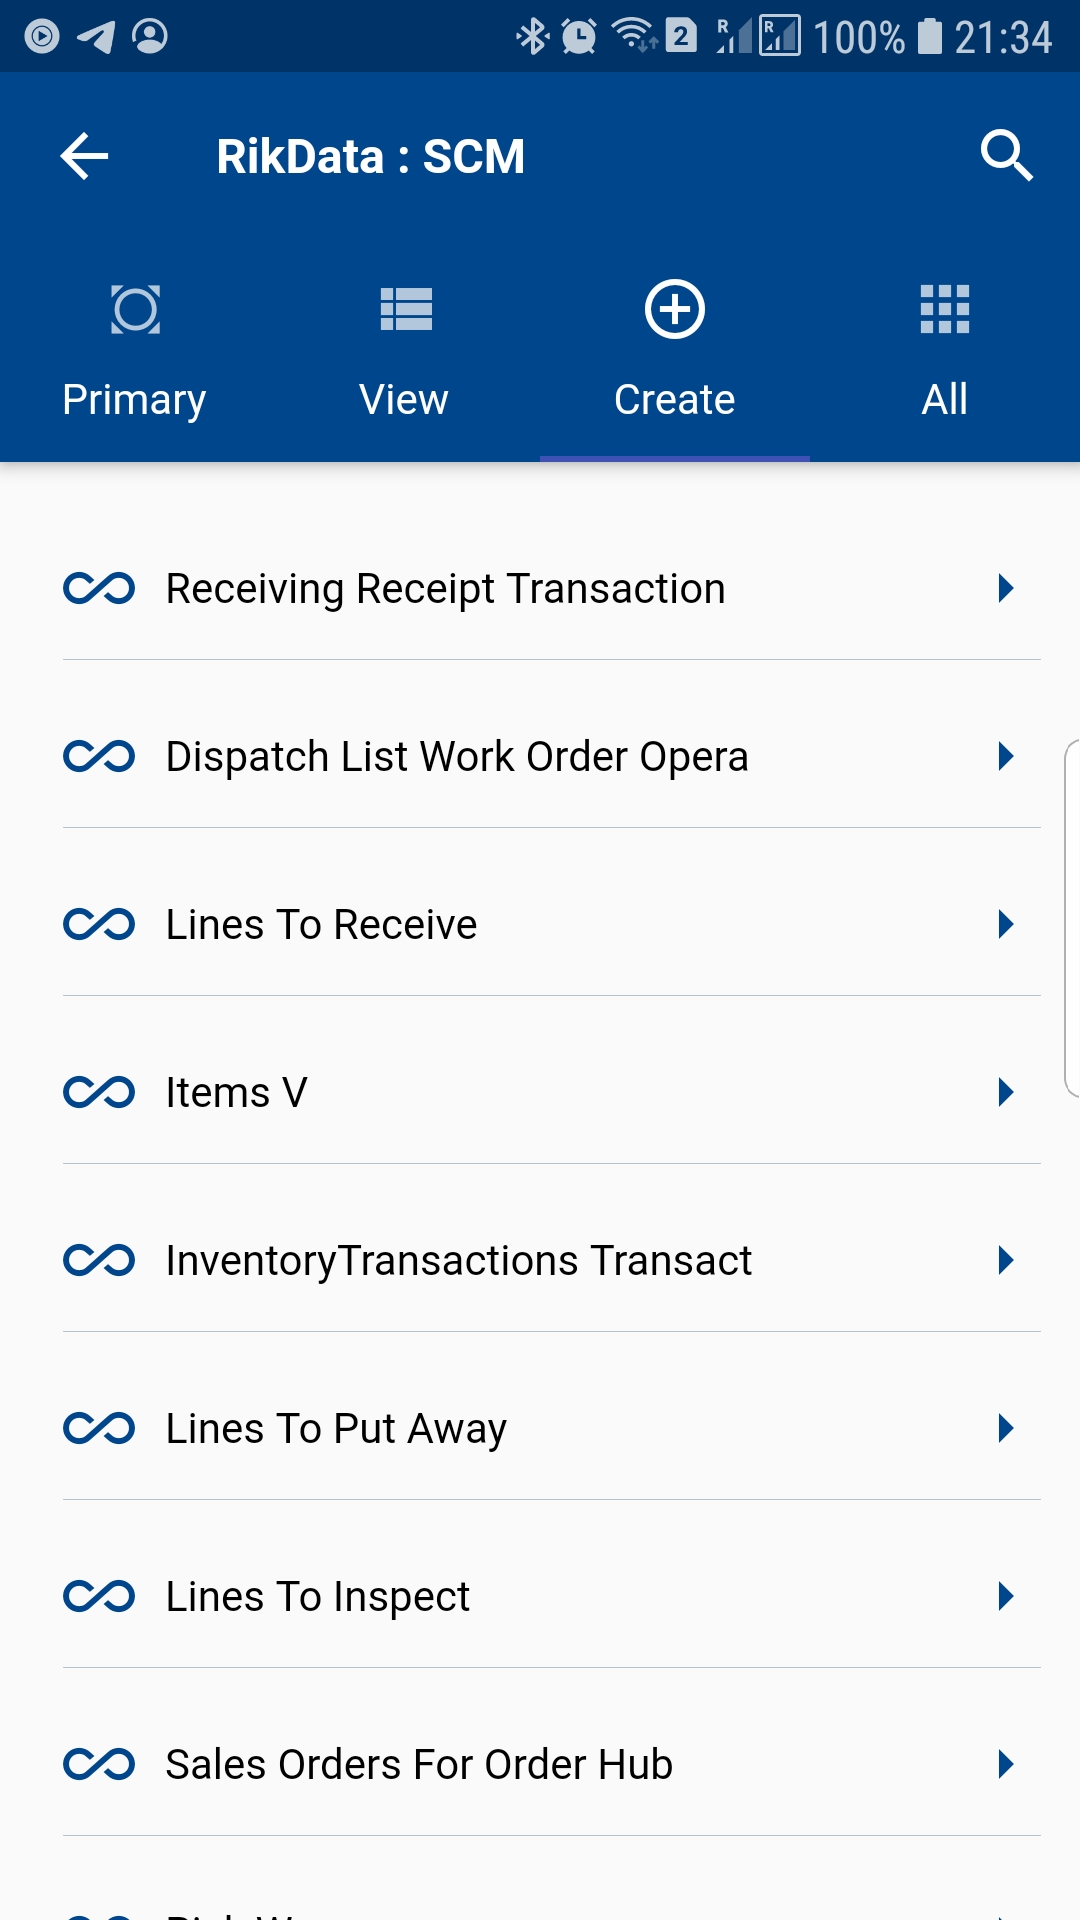 2 R R 100% 21:34
RikData : SCM
Primary View Create All
Receiving Receipt Transaction
Dispatch List Work Order Opera
Lines To Receive
Items V
InventoryTransactions Transact
Lines To Put Away
Lines To Inspect
Sales Orders For Order Hub